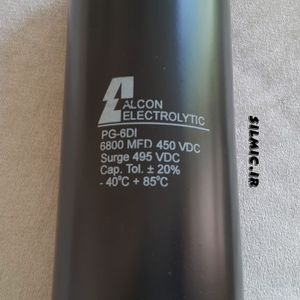 ALCON
ELECTROLYTIC
PG-6DI
6800 MFD 450 VDC
Surge 495 VDC
Cap. Tol. ± 20%
- 40°C + 85°C
SILMIC.IR